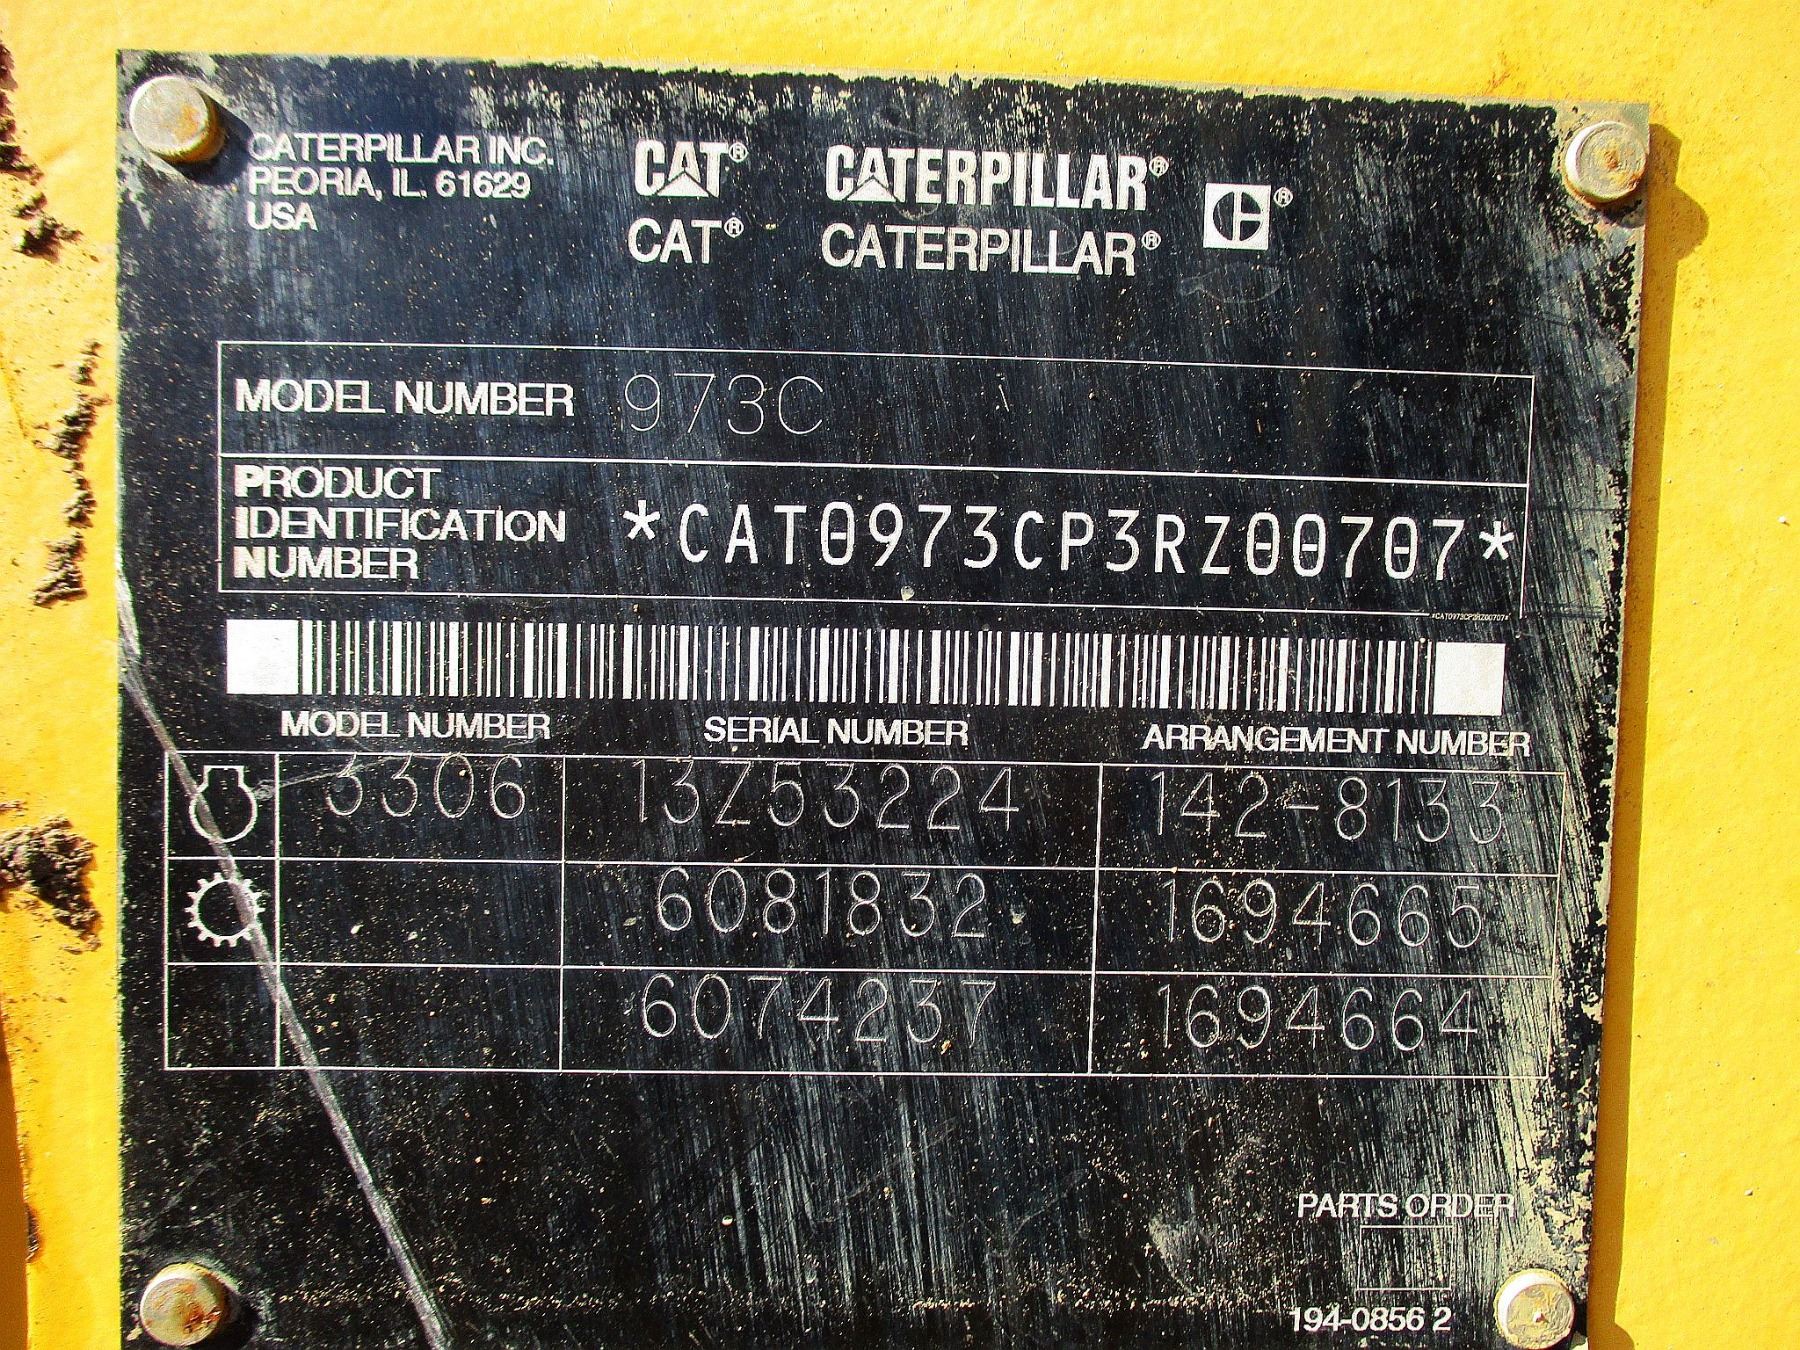 CATERPILLAR INC.
PEORIA, IL. 61629
USA
CAT® CATERPILLAR® ®
CAT® CATERPILLAR®
MODEL NUMBER 973C
PRODUCT
IDENTIFICATION
NUMBER
*CAT0973CP3RZ00707*
*CAT0973CP3RZ00707*
MODEL NUMBER SERIAL NUMBER ARRANGEMENT NUMBER
3306 13Z53224 142-8133
6081832 1694665
6074237 1694664
PARTS ORDER
194-0856 2